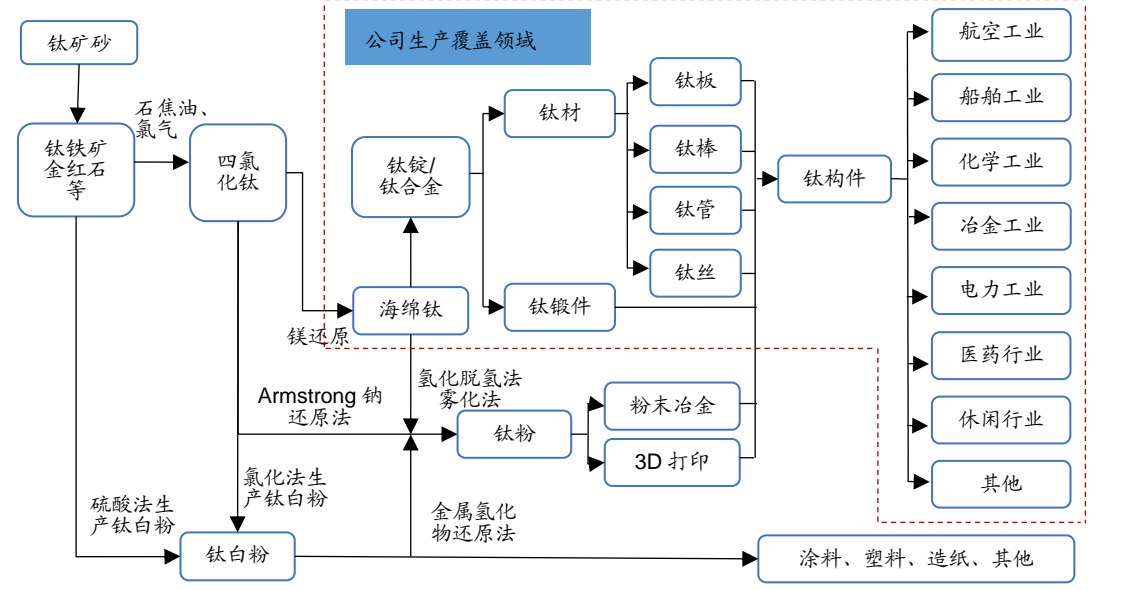 钛矿砂
公司生产覆盖领域
石焦油、
氯气
钛铁矿
金红石
等
四氯
化钛
钛锭/
钛合金
海绵钛
镁还原
钛材
钛锻件
钛板
钛棒
钛管
钛丝
钛构件
航空工业
船舶工业
化学工业
冶金工业
电力工业
医药行业
休闲行业
其他
Armstrong 钠
还原法
氢化脱氢法
雾化法
钛粉
粉末冶金
3D 打印
硫酸法生
产钛白粉
氯化法生
产钛白粉
金属氢化
物还原法
钛白粉
涂料、塑料、造纸、其他